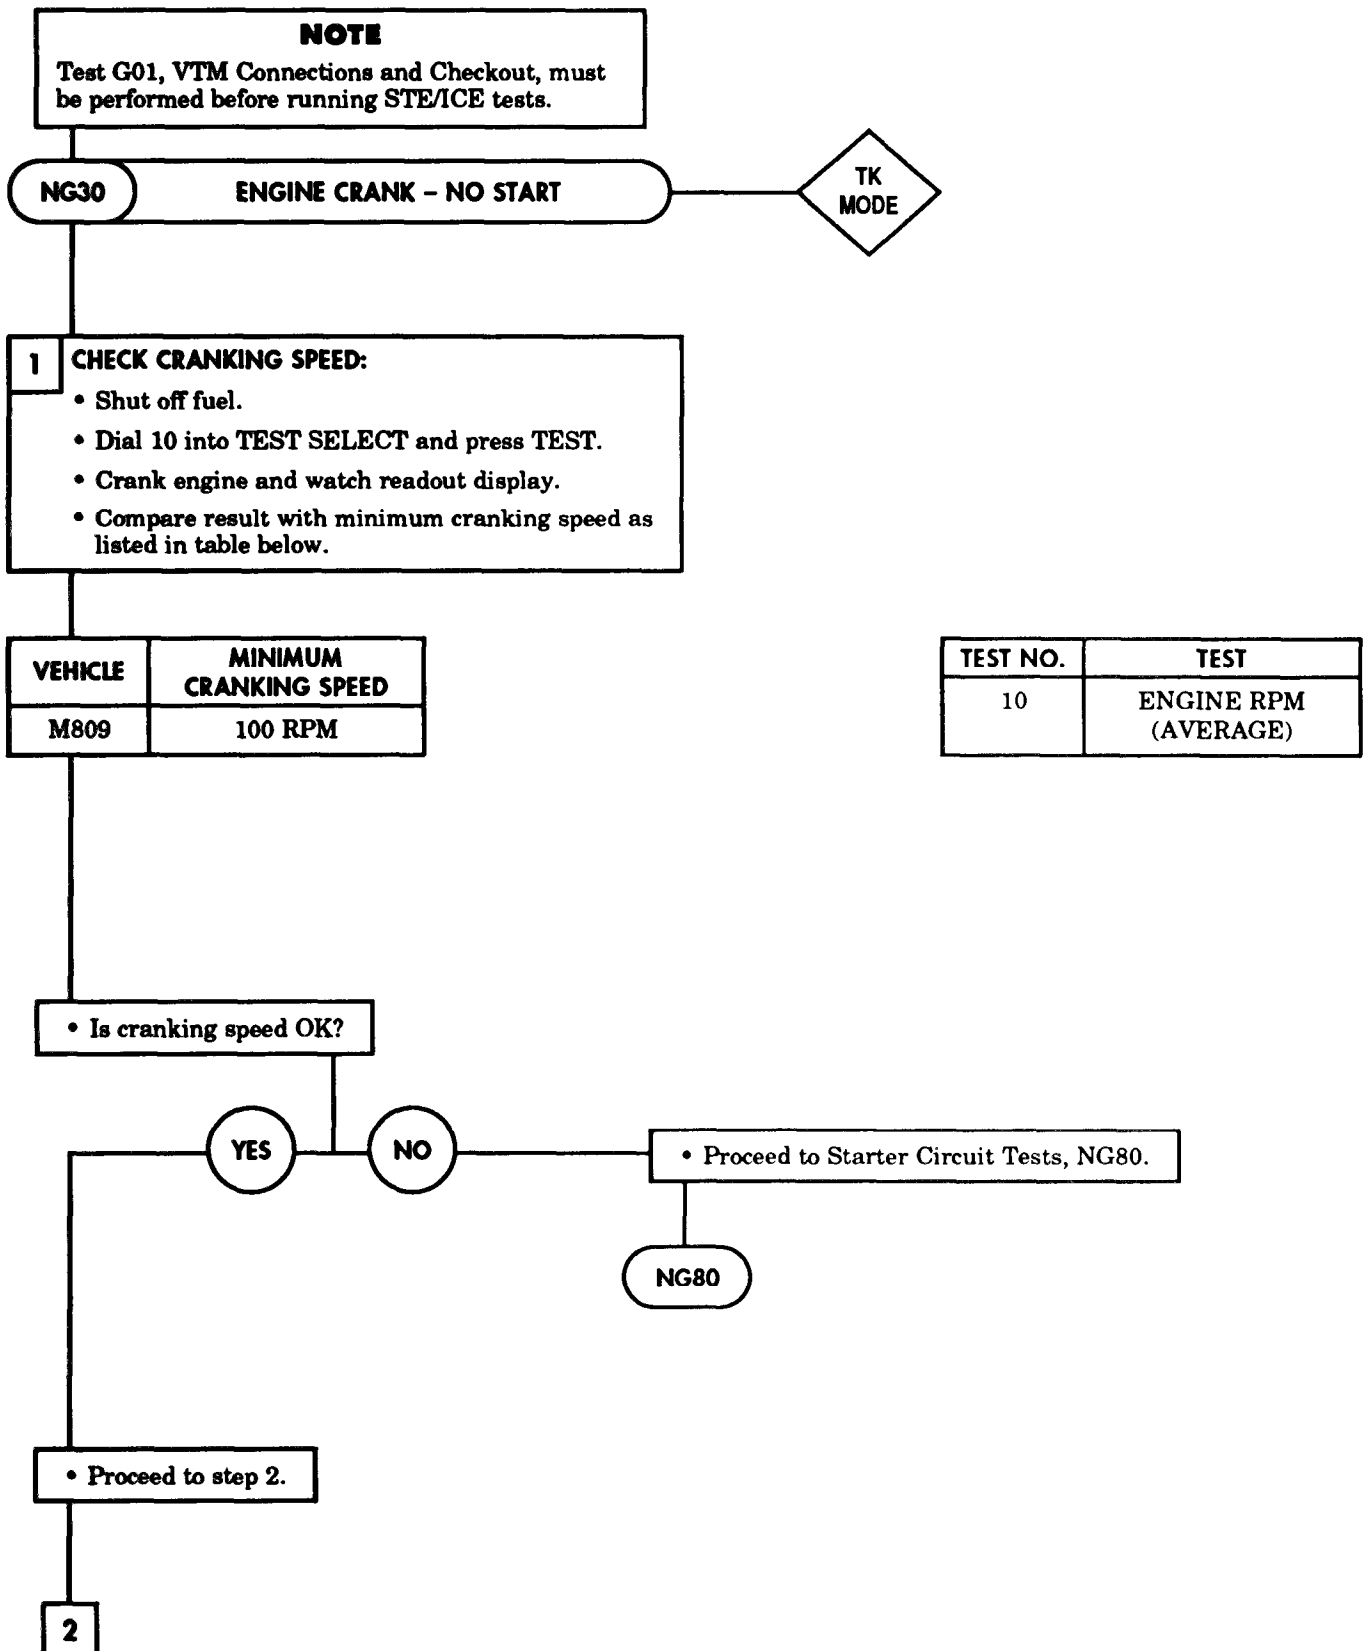 NOTE
Test G01, VTM Connections and Checkout, must
be performed before running STE/ICE tests.
NG30
ENGINE CRANK – NO START
TK
MODE
1
CHECK CRANKING SPEED:
• Shut off fuel.
• Dial 10 into TEST SELECT and press TEST.
• Crank engine and watch readout display.
• Compare result with minimum cranking speed as
listed in table below.
VEHICLE
MINIMUM
CRANKING SPEED
M809
100 RPM
TEST NO.
TEST
10
ENGINE RPM
(AVERAGE)
• Is cranking speed OK?
YES
NO
• Proceed to Starter Circuit Tests, NG80.
NG80
• Proceed to step 2.
2